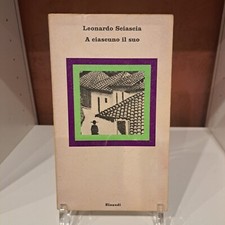 Leonardo Sciascia
A ciascuno il suo
Einaudi